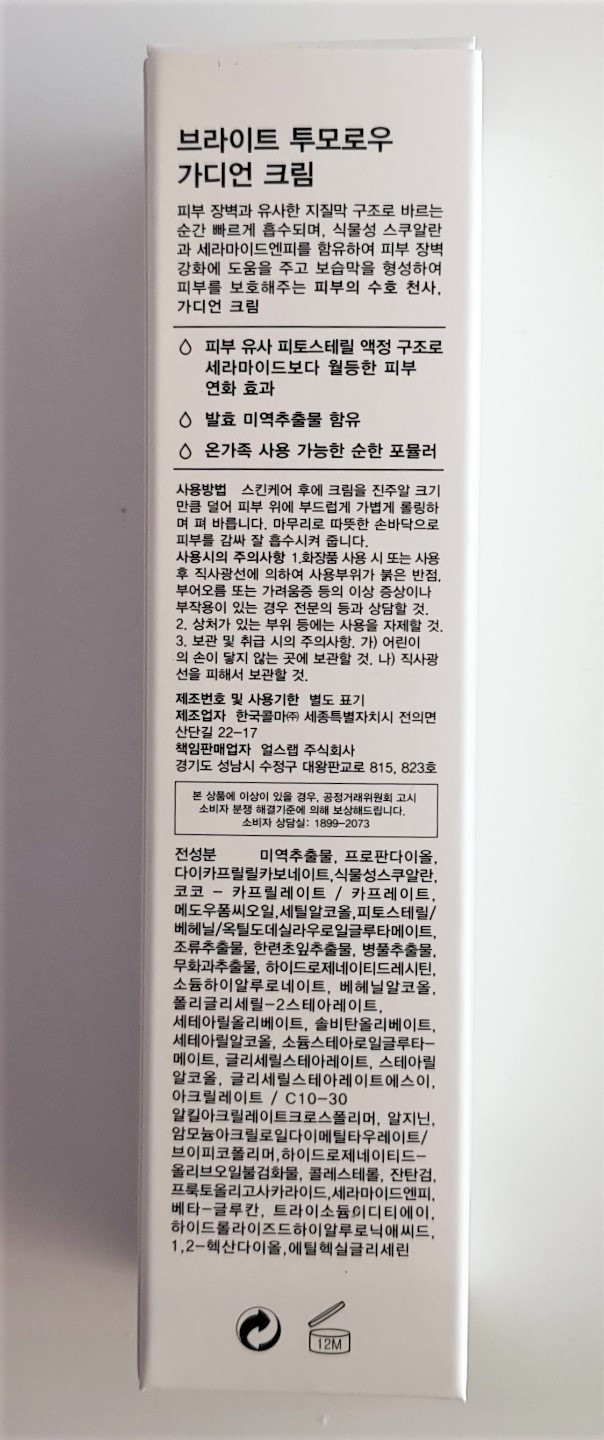 브라이트 투모로우
가디언 크림
피부 장벽과 유사한 지질막 구조로 바르는
순간 빠르게 흡수되며, 식물성 스쿠알란
과 세라마이드엔피를 함유하여 피부 장벽
강화에 도움을 주고 보습막을 형성하여
피부를 보호해주는 피부의 수호 천사,
가디언 크림
피부 유사 피토스테릴 액정 구조로
세라마이드보다 월등한 피부
연화 효과
발효 미역추출물 함유
온가족 사용 가능한 순한 포뮬러
사용방법 스킨케어 후에 크림을 진주알 크기
만큼 덜어 피부 위에 부드럽게 가볍게 롤링하
며 펴 바릅니다. 마무리로 따뜻한 손바닥으로
피부를 감싸 잘 흡수시켜 줍니다.
사용시의 주의사항 1.화장품 사용 시 또는 사용
후 직사광선에 의하여 사용부위가 붉은 반점,
부어오름 또는 가려움증 등의 이상 증상이나
부작용이 있는 경우 전문의 등과 상담할 것.
2. 상처가 있는 부위 등에는 사용을 자제할 것.
3. 보관 및 취급 시의 주의사항. 가) 어린이
의 손이 닿지 않는 곳에 보관할 것. 나) 직사광
선을 피해서 보관할 것.
제조번호 및 사용기한 별도 표기
제조업자 한국콜마㈜ 세종특별자치시 전의면
산단길 22-17
책임판매업자 얼스랩 주식회사
경기도 성남시 수정구 대왕판교로 815, 823호
본 상품에 이상이 있을 경우, 공정거래위원회 고시
소비자 분쟁 해결기준에 의해 보상해드립니다.
소비자 상담실: 1899-2073
전성분 미역추출물, 프로판다이올,
다이카프릴릴카보네이트,식물성스쿠알란,
코코 - 카프릴레이트 / 카프레이트,
메도우폼씨오일,세틸알코올,피토스테릴/
베헤닐/옥틸도데실라우로일글루타메이트,
조류추출물, 한련초잎추출물, 병풀추출물,
무화과추출물, 하이드로제네이티드레시틴,
소듐하이알루로네이트, 베헤닐알코올,
폴리글리세릴-2스테아레이트,
세테아릴올리베이트, 솔비탄올리베이트,
세테아릴알코올, 소듐스테아로일글루타-
메이트, 글리세릴스테아레이트, 스테아릴
알코올, 글리세릴스테아레이트에스이,
아크릴레이트 / C10-30
알킬아크릴레이트크로스폴리머, 알지닌,
암모늄아크릴로일다이메틸타우레이트/
브이피코폴리머,하이드로제네이티드-
올리브오일불검화물, 콜레스테롤, 잔탄검,
프룩토올리고사카라이드,세라마이드엔피,
베타-글루칸, 트라이소듐이디티에이,
하이드롤라이즈드하이알루로닉애씨드,
1,2-헥산다이올,에틸헥실글리세린
12M